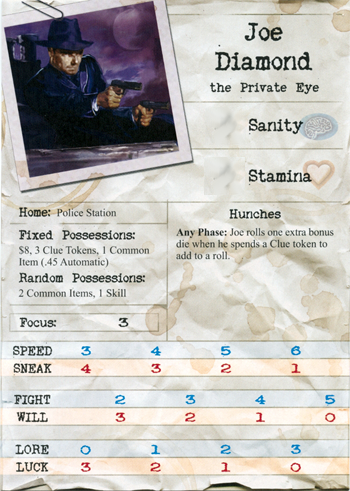 Joe
Diamond
the Private Eye
Sanity
Stamina
Home: Police Station
Fixed Possessions:
$8, 3 Clue Tokens, 1 Common
Item (.45 Automatic)
Random Possessions:
2 Common Items, 1 Skill
Focus: 3
Hunches
Any Phase: Joe rolls one extra bonus
die when he spends a Clue token to
add to a roll.
SPEED 3 4 5 6
SNEAK 4 3 2 1
FIGHT 2 3 4 5
WILL 3 2 1 0
LORE 0 1 2 3
LUCK 3 2 1 0